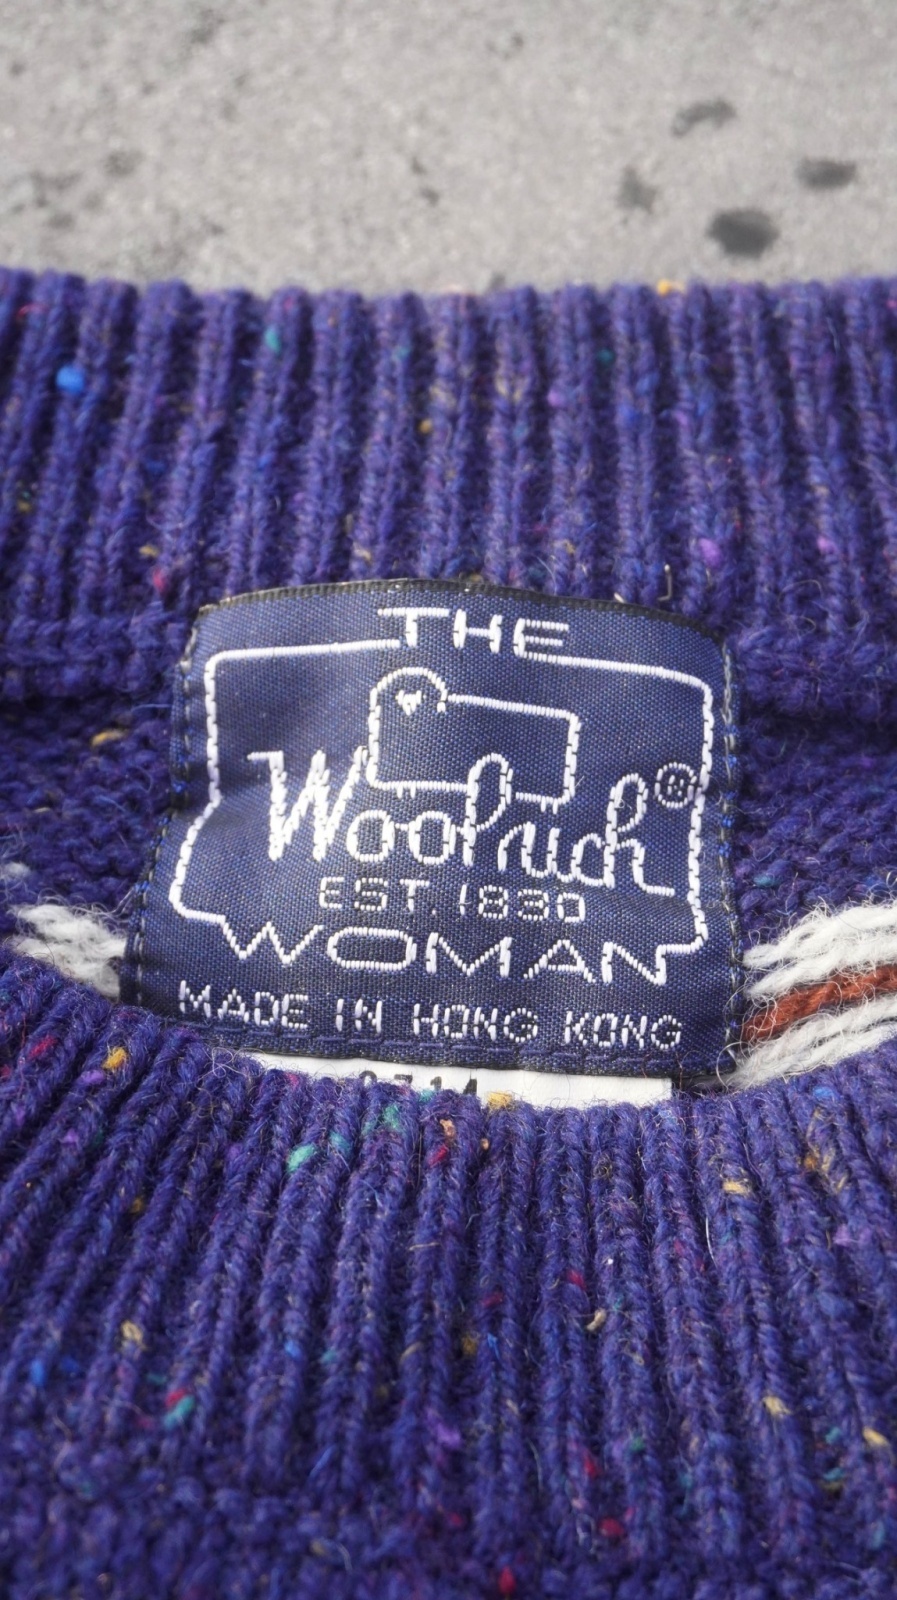 THE
Woolrich®
EST. 1830
WOMAN
MADE IN HONG KONG